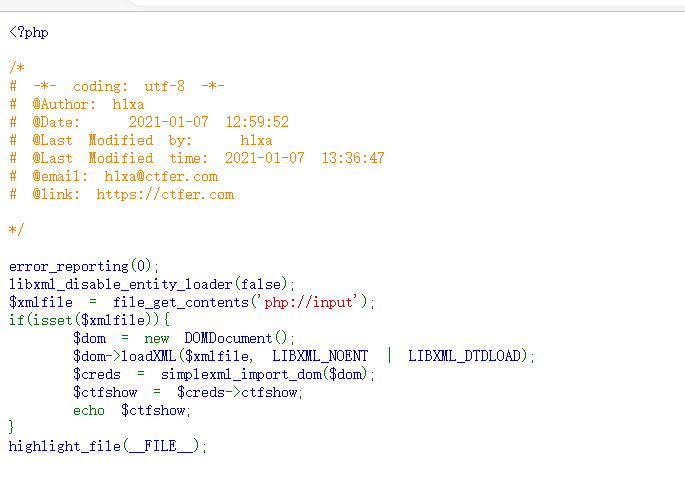 <?php
/*
# -*- coding: utf-8 -*-
# @Author: hlxa
# @Date: 2021-01-07 12:59:52
# @Last Modified by: hlxa
# @Last Modified time: 2021-01-07 13:36:47
# @email: hlxa@ctfer.com
# @link: https://ctfer.com
*/
error_reporting(0);
libxml_disable_entity_loader(false);
$xmlfile = file_get_contents('php://input');
if(isset($xmlfile)){
$dom = new DOMDocument();
$dom->loadXML($xmlfile, LIBXML_NOENT | LIBXML_DTDLOAD);
$creds = simplexml_import_dom($dom);
$ctfshow = $creds->ctfshow;
echo $ctfshow;
}
highlight_file(__FILE__);